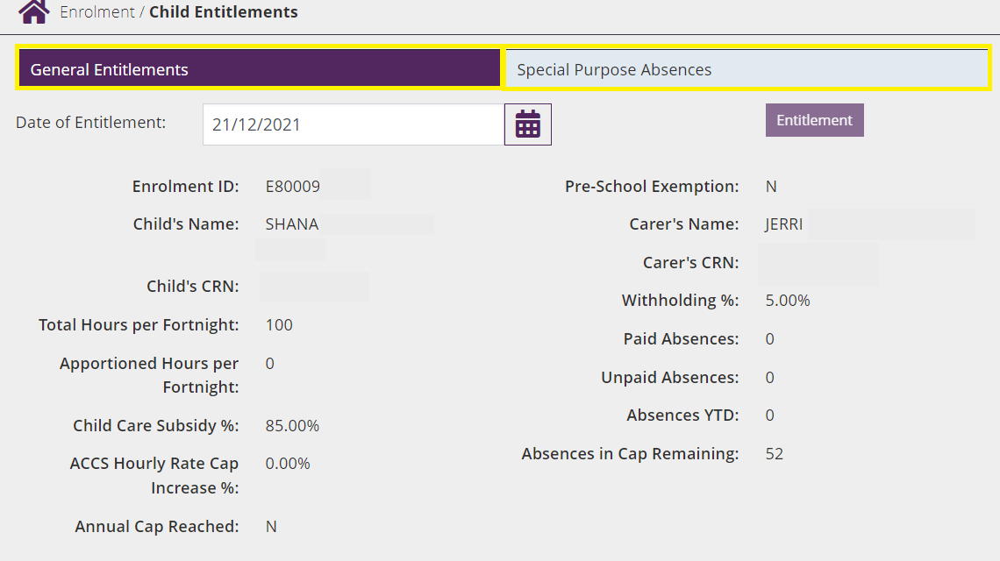 Enrolment / Child Entitlements
General Entitlements
Special Purpose Absences
Date of Entitlement:
21/12/2021
Entitlement
Enrolment ID: E80009
Child's Name: SHANA
Child's CRN:
Total Hours per Fortnight: 100
Apportioned Hours per 0
Fortnight:
Child Care Subsidy %: 85.00%
ACCS Hourly Rate Cap 0.00%
Increase %:
Annual Cap Reached: N
Pre-School Exemption: N
Carer's Name: JERRI
Carer's CRN:
Withholding %: 5.00%
Paid Absences: 0
Unpaid Absences: 0
Absences YTD: 0
Absences in Cap Remaining: 52